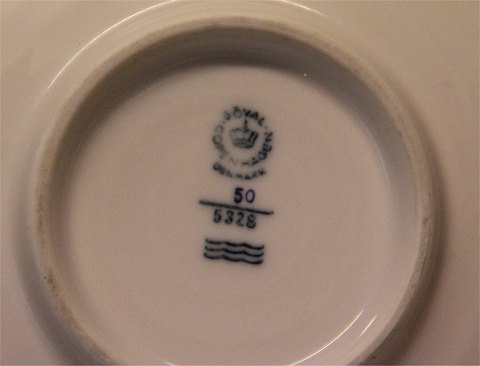 ROYAL
COPENHAGEN
DENMARK
50
5328